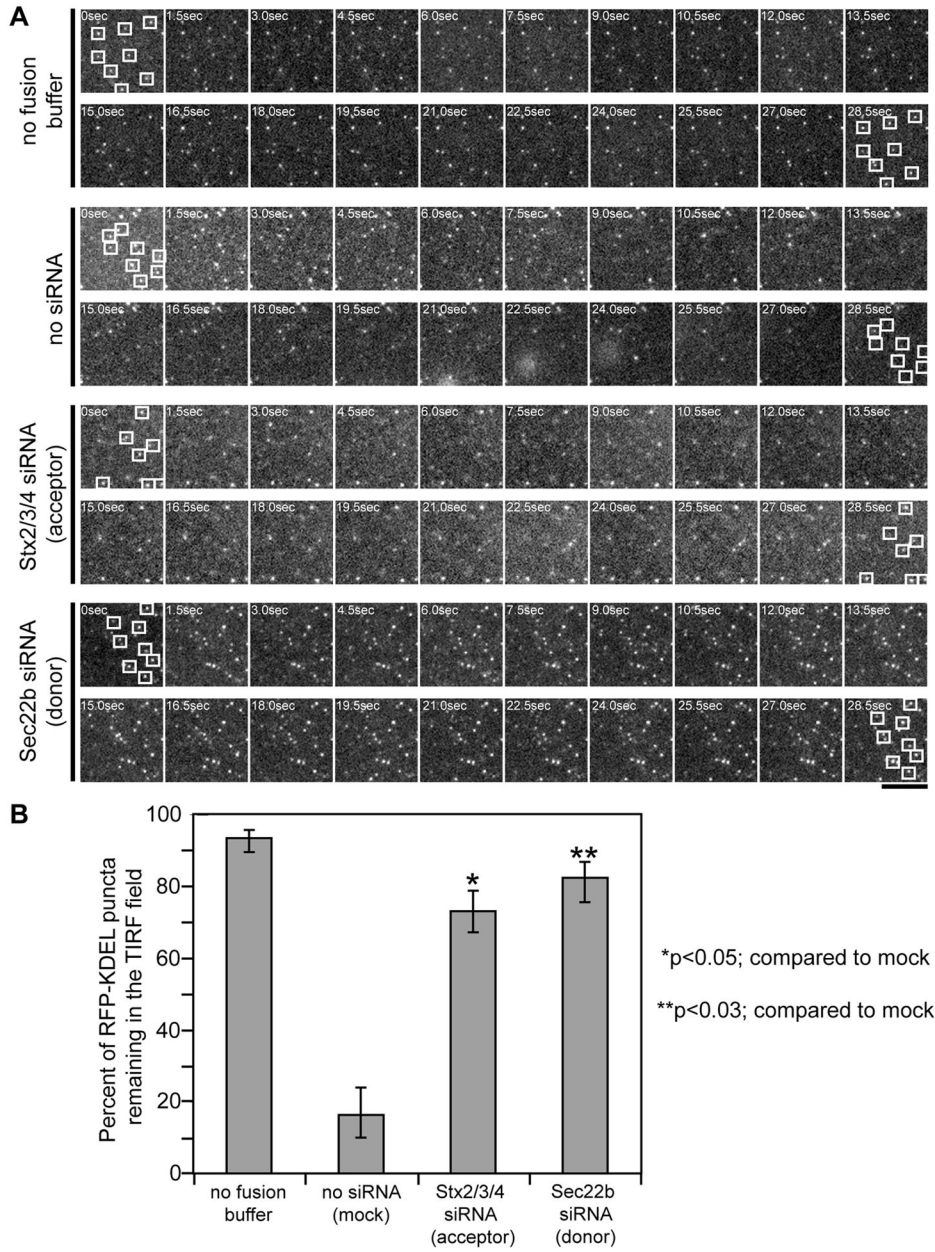 A
no fusion
buffer
0sec 1.5sec 3.0sec 4.5sec 6.0sec 7.5sec 9.0sec 10.5sec 12.0sec 13.5sec
15.0sec 16.5sec 18.0sec 19.5sec 21.0sec 22.5sec 24.0sec 25.5sec 27.0sec 28.5sec
no siRNA
0sec 1.5sec 3.0sec 4.5sec 6.0sec 7.5sec 9.0sec 10.5sec 12.0sec 13.5sec
15.0sec 16.5sec 18.0sec 19.5sec 21.0sec 22.5sec 24.0sec 25.5sec 27.0sec 28.5sec
Stx2/3/4 siRNA
(acceptor)
0sec 1.5sec 3.0sec 4.5sec 6.0sec 7.5sec 9.0sec 10.5sec 12.0sec 13.5sec
15.0sec 16.5sec 18.0sec 19.5sec 21.0sec 22.5sec 24.0sec 25.5sec 27.0sec 28.5sec
Sec22b siRNA
(donor)
0sec 1.5sec 3.0sec 4.5sec 6.0sec 7.5sec 9.0sec 10.5sec 12.0sec 13.5sec
15.0sec 16.5sec 18.0sec 19.5sec 21.0sec 22.5sec 24.0sec 25.5sec 27.0sec 28.5sec
B
Percent of RFP-KDEL puncta
remaining in the TIRF field
100
80
60
40
20
0
*
**
no fusion
buffer
no siRNA
(mock)
Stx2/3/4
siRNA
(acceptor)
Sec22b
siRNA
(donor)
*p<0.05; compared to mock
**p<0.03; compared to mock